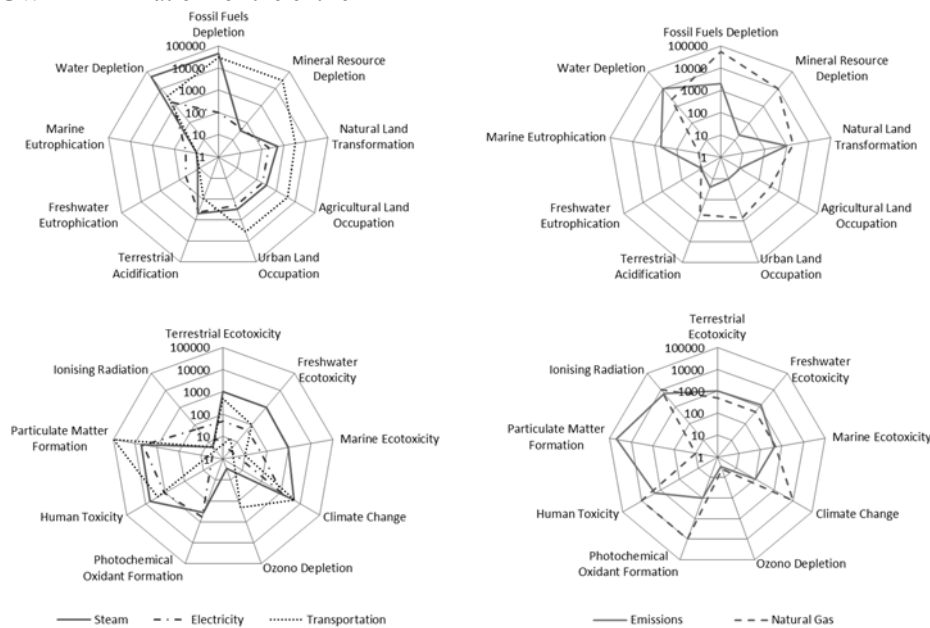 Fossil Fuels
Depletion
100000
10000
1000
100
10
1
Mineral Resource
Depletion
Natural Land
Transformation
Agricultural Land
Occupation
Urban Land
Occupation
Terrestrial
Acidification
Freshwater
Eutrophication
Marine
Eutrophication
Water Depletion
Fossil Fuels Depletion
100000
10000
1000
100
10
1
Mineral Resource
Depletion
Natural Land
Transformation
Agricultural Land
Occupation
Urban Land
Occupation
Terrestrial
Acidification
Freshwater
Eutrophication
Marine Eutrophication
Water Depletion
Terrestrial Ecotoxicity
100000
10000
1000
100
10
1
Freshwater
Ecotoxicity
Marine Ecotoxicity
Climate Change
Ozono Depletion
Photochemical
Oxidant Formation
Human Toxicity
Particulate Matter
Formation
Ionising Radiation
Terrestrial
Ecotoxicity
100000
10000
1000
100
10
1
Freshwater
Ecotoxicity
Marine Ecotoxicity
Climate Change
Ozono Depletion
Photochemical
Oxidant Formation
Human Toxicity
Particulate Matter
Formation
Ionising Radiation
Steam
Electricity
Transportation
Emissions
Natural Gas